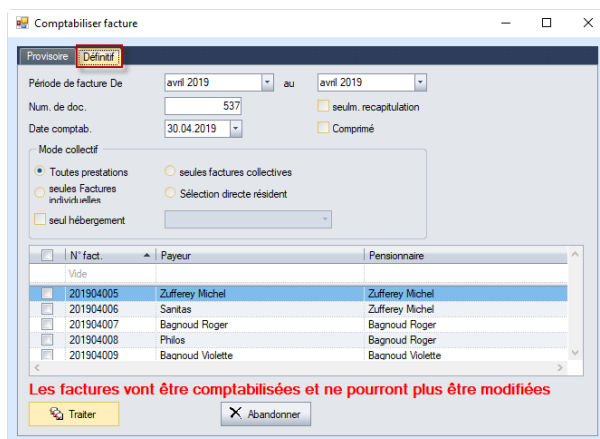 Comptabiliser facture
Provisoire Définitif
Période de facture De avril 2019 au avril 2019
Num. de doc. 537 seulm. recapitulation
Date comptab. 30.04.2019 Comprimé
Mode collectif
Toutes prestations seules factures collectives
seules Factures individuelles Sélection directe résident
seul hébergement
N° fact. Payeur Pensionnaire
Vide
201904005 Zufferey Michel Zufferey Michel
201904006 Sanitas Zufferey Michel
201904007 Bagnoud Roger Bagnoud Roger
201904008 Philos Bagnoud Roger
201904009 Bagnoud Violette Bagnoud Violette
Les factures vont être comptabilisées et ne pourront plus être modifiées
Traiter Abandonner